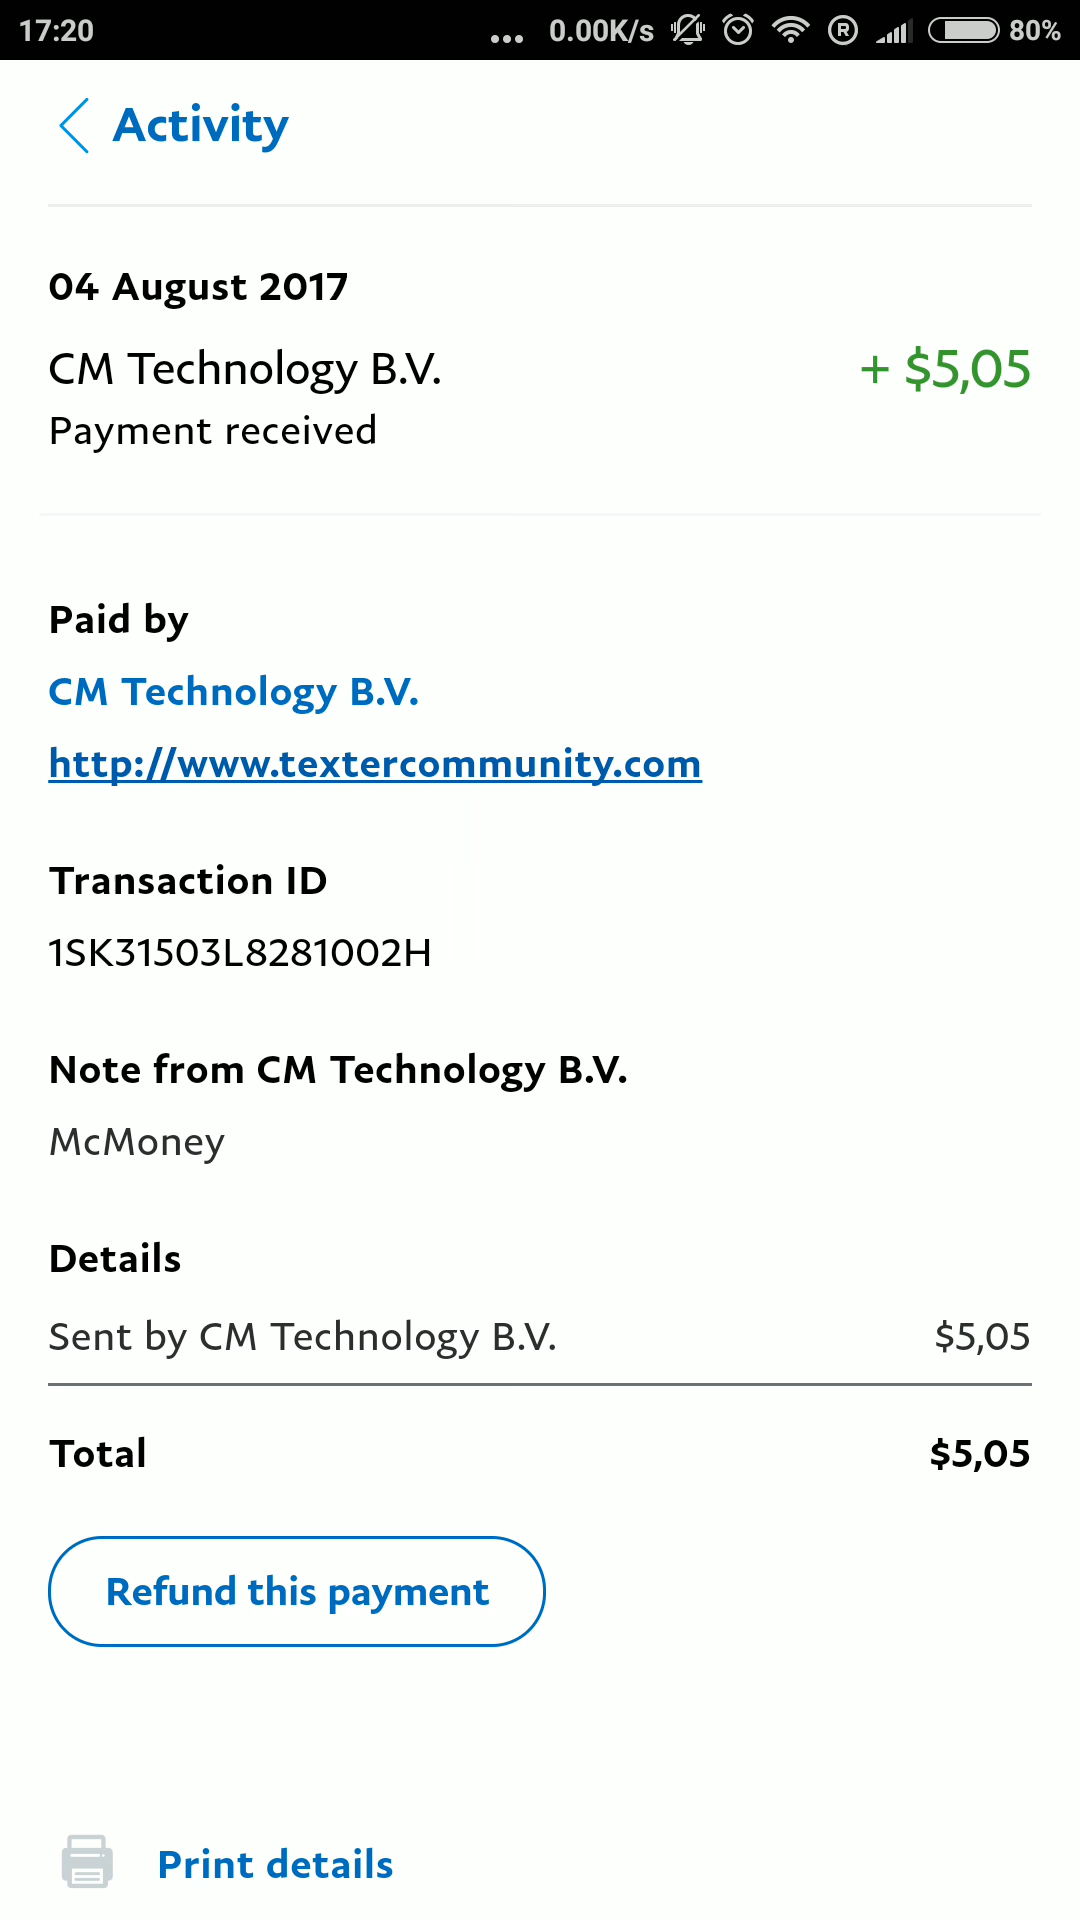 17:20
... 0.00K/s 80%
Activity
04 August 2017
CM Technology B.V.
+ $5,05
Payment received
Paid by
CM Technology B.V.
http://www.textercommunity.com
Transaction ID
1SK31503L8281002H
Note from CM Technology B.V.
McMoney
Details
Sent by CM Technology B.V. $5,05
Total $5,05
Refund this payment
Print details